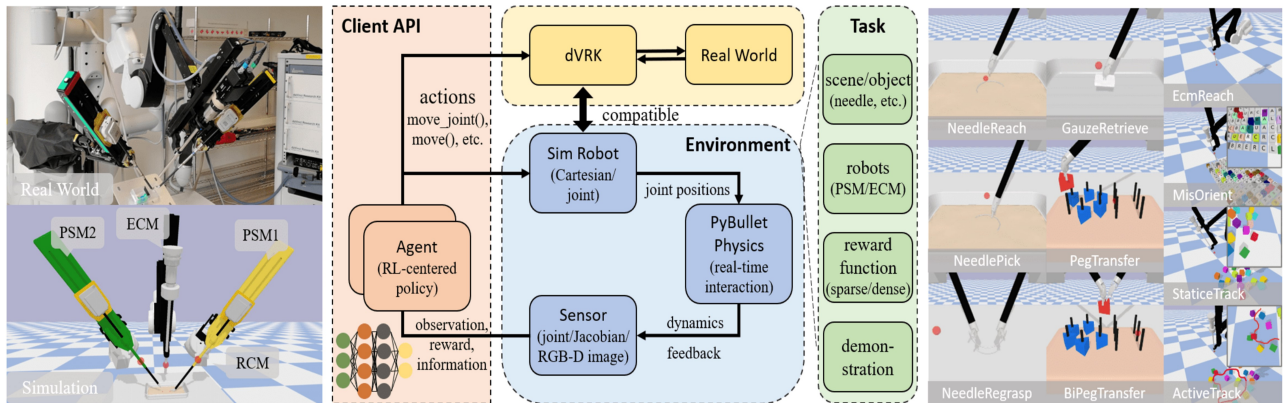 Real World
PSM2
ECM
PSM1
RCM
Simulation
Client API
actions
move_joint(),
move(), etc.
Agent
(RL-centered
policy)
observation,
reward,
information
dVRK
Real World
compatible
Environment
Sim Robot
(Cartesian/
joint)
joint positions
PyBullet
Physics
(real-time
interaction)
dynamics
feedback
Sensor
(joint/Jacobian/
RGB-D image)
Task
scene/object
(needle, etc.)
robots
(PSM/ECM)
reward
function
(sparse/dense)
demon-
stration
NeedleReach
GauzeRetrieve
EcmReach
NeedlePick
PegTransfer
MisOrient
StaticeTrack
NeedleRegrasp
BiPegTransfer
ActiveTrack